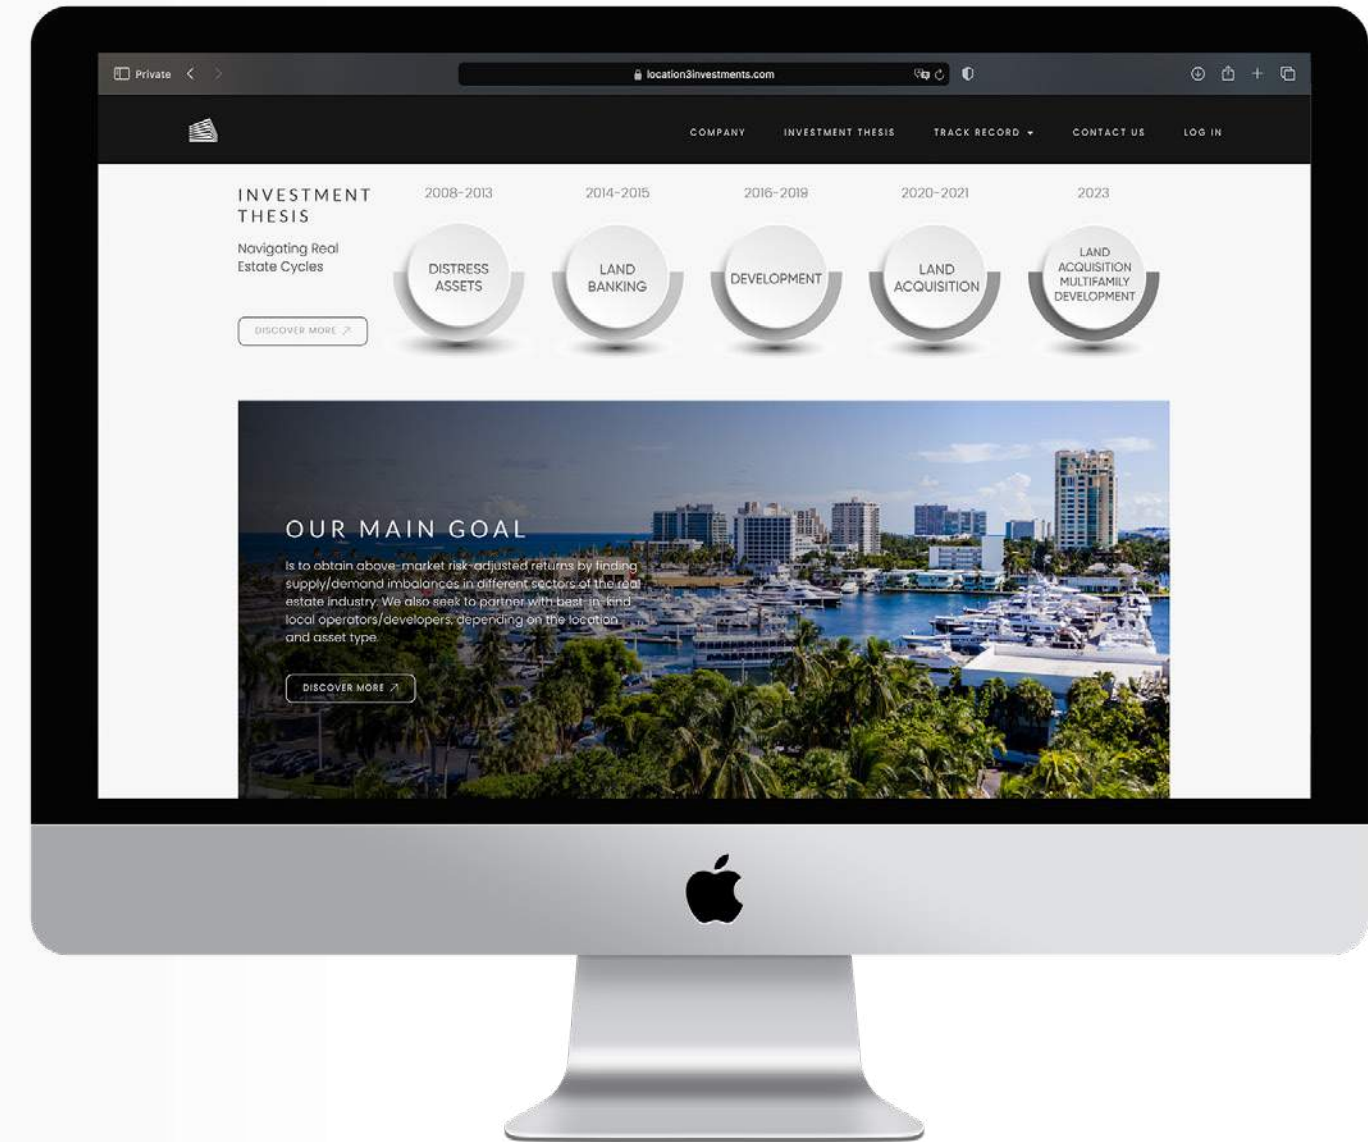 Private
location3investments.com
COMPANY INVESTMENT THESIS TRACK RECORD CONTACT US LOG IN
INVESTMENT
THESIS
Navigating Real
Estate Cycles
DISCOVER MORE
2008-2013
DISTRESS
ASSETS
2014-2015
LAND
BANKING
2016-2019
DEVELOPMENT
2020-2021
LAND
ACQUISITION
2023
LAND
ACQUISITION
MULTIFAMILY
DEVELOPMENT
OUR MAIN GOAL
Is to obtain above-market risk-adjusted returns by finding
supply/demand imbalances in different sectors of the real
estate industry. We also seek to partner with best-in-kind
local operators/developers, depending on the location
and asset type.
DISCOVER MORE